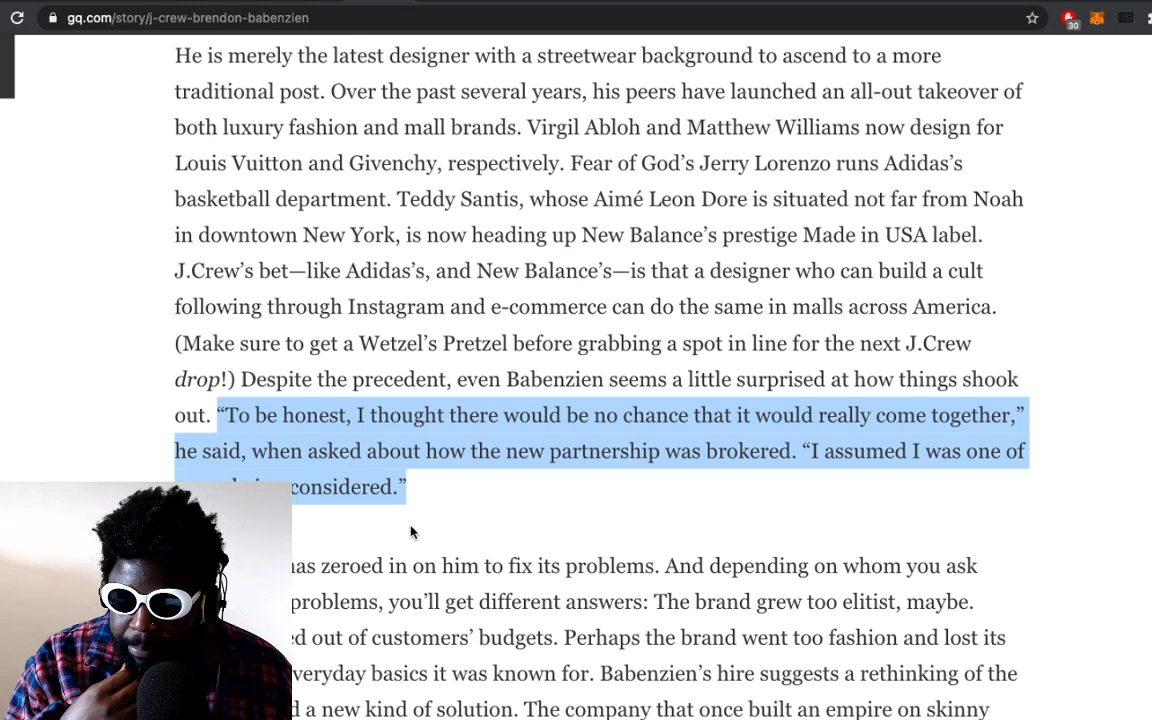 gq.com/story/j-crew-brendon-babenzien
30
He is merely the latest designer with a streetwear background to ascend to a more
traditional post. Over the past several years, his peers have launched an all-out takeover of
both luxury fashion and mall brands. Virgil Abloh and Matthew Williams now design for
Louis Vuitton and Givenchy, respectively. Fear of God’s Jerry Lorenzo runs Adidas’s
basketball department. Teddy Santis, whose Aimé Leon Dore is situated not far from Noah
in downtown New York, is now heading up New Balance’s prestige Made in USA label.
J.Crew’s bet—like Adidas’s, and New Balance’s—is that a designer who can build a cult
following through Instagram and e-commerce can do the same in malls across America.
(Make sure to get a Wetzel’s Pretzel before grabbing a spot in line for the next J.Crew
drop!) Despite the precedent, even Babenzien seems a little surprised at how things shook
out. “To be honest, I thought there would be no chance that it would really come together,”
he said, when asked about how the new partnership was brokered. “I assumed I was one of
considered.”
has zeroed in on him to fix its problems. And depending on whom you ask
problems, you’ll get different answers: The brand grew too elitist, maybe.
out of customers’ budgets. Perhaps the brand went too fashion and lost its
everyday basics it was known for. Babenzien’s hire suggests a rethinking of the
a new kind of solution. The company that once built an empire on skinny